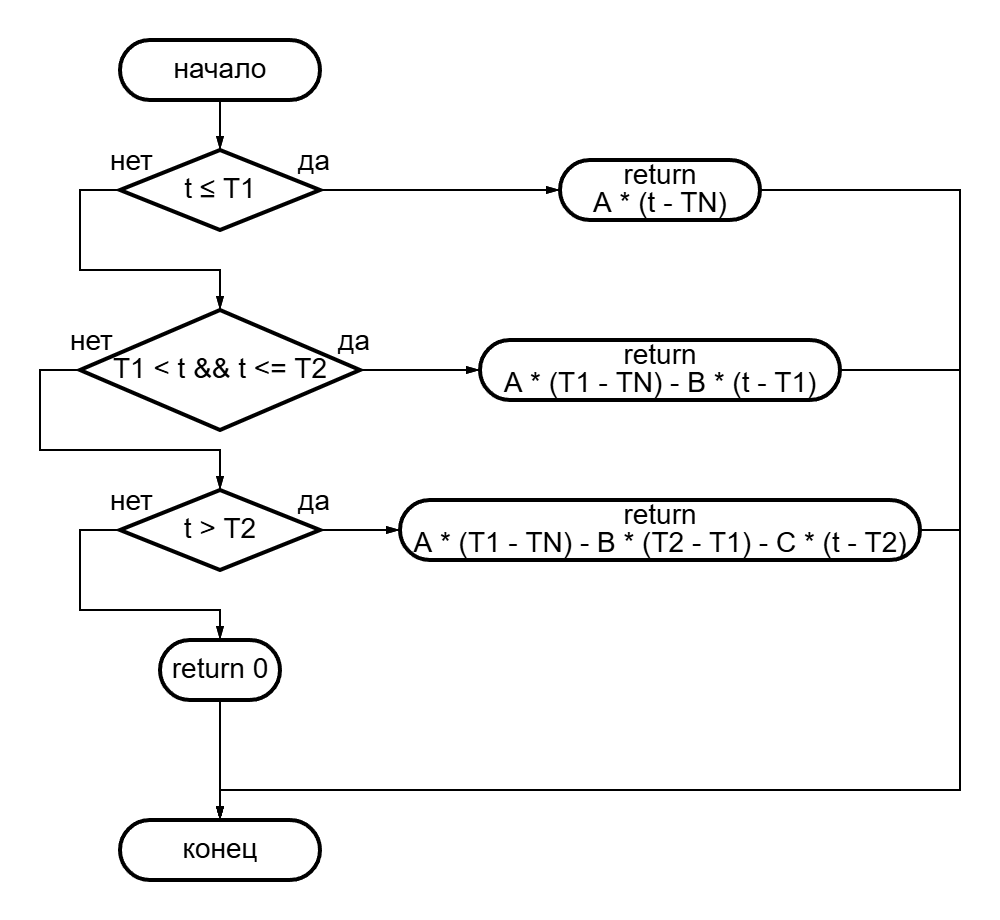 начало
нет
да
t ≤ T1
return
A * (t - TN)
нет
да
T1 < t && t <= T2
return
A * (T1 - TN) - B * (t - T1)
нет
да
t > T2
return
A * (T1 - TN) - B * (T2 - T1) - C * (t - T2)
return 0
конец